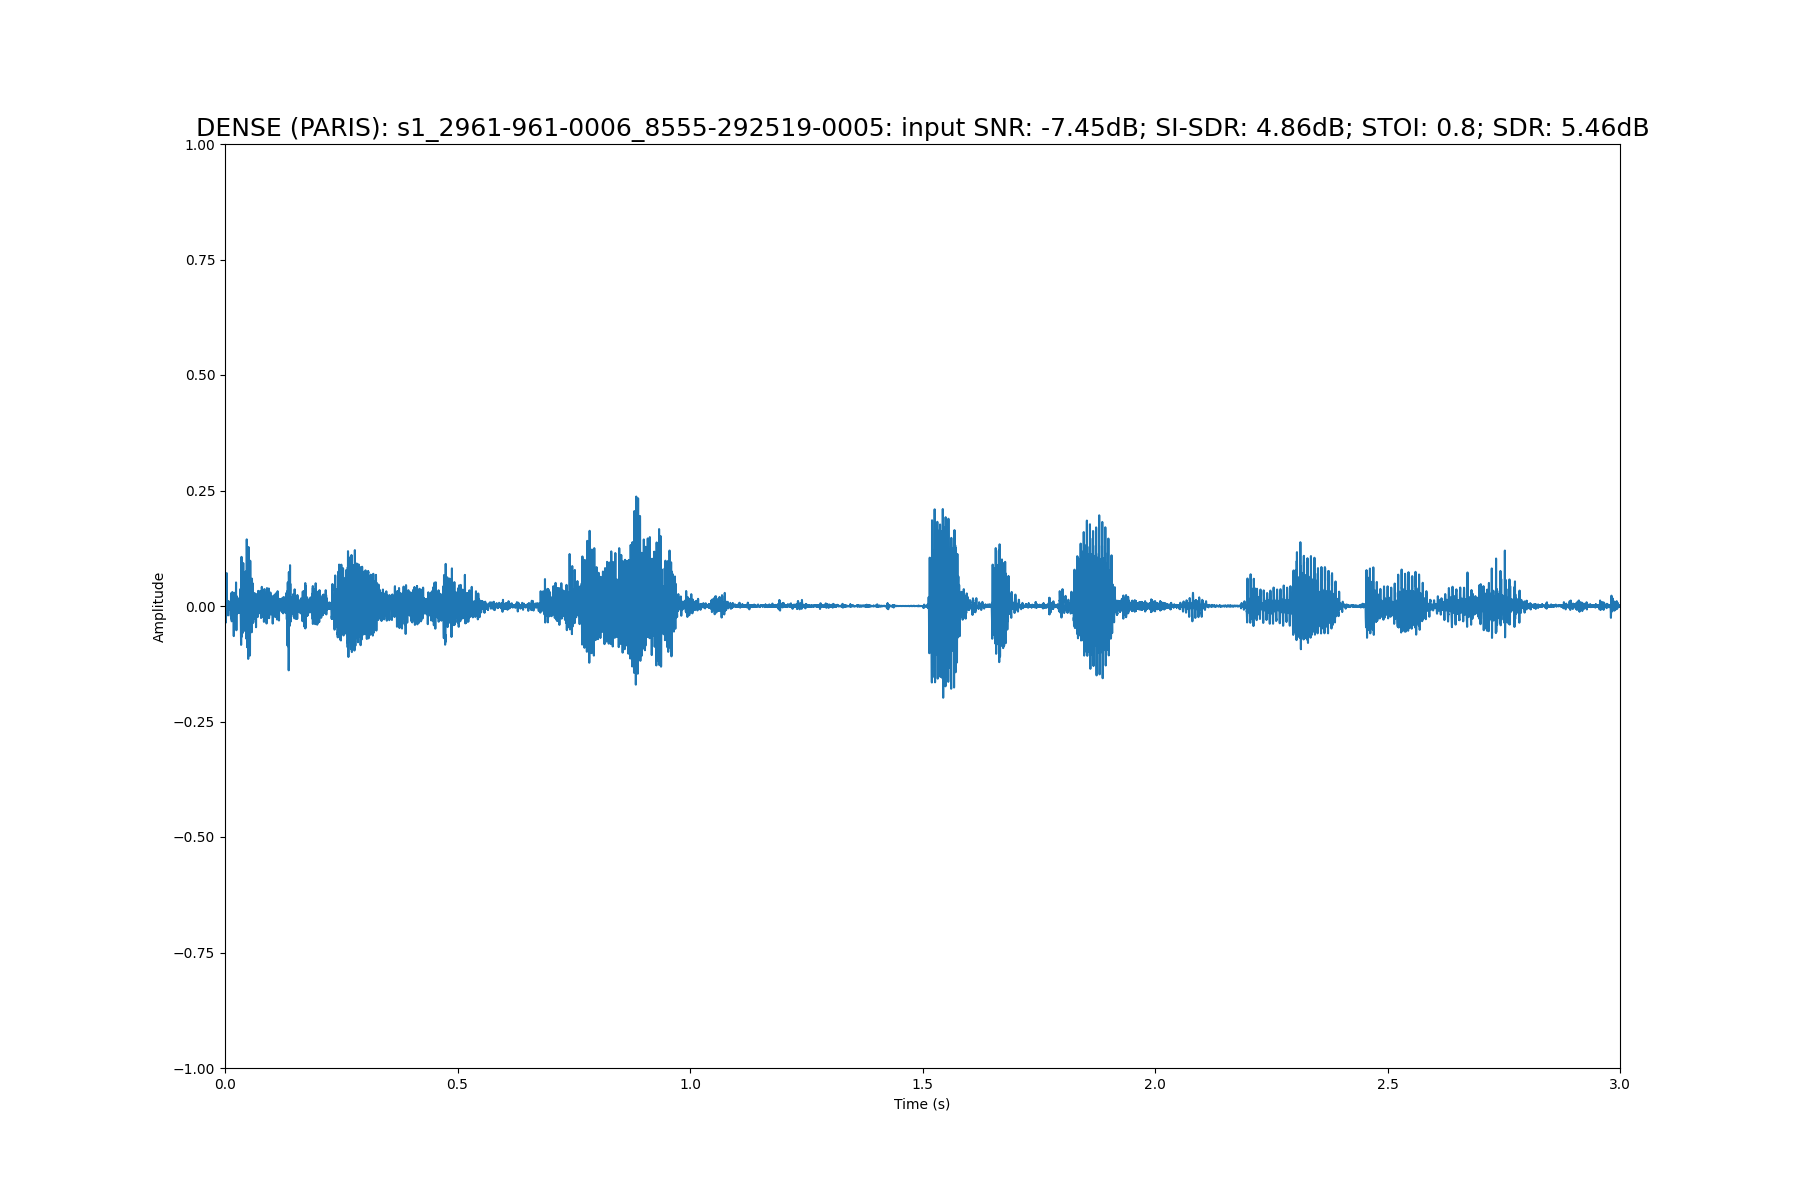 DENSE (PARIS): s1_2961-961-0006_8555-292519-0005: input SNR: -7.45dB; SI-SDR: 4.86dB; STOI: 0.8; SDR: 5.46dB
1.00
0.75
0.50
0.25
0.00
−0.25
−0.50
−0.75
−1.00
Amplitude
0.0 0.5 1.0 1.5 2.0 2.5 3.0
Time (s)